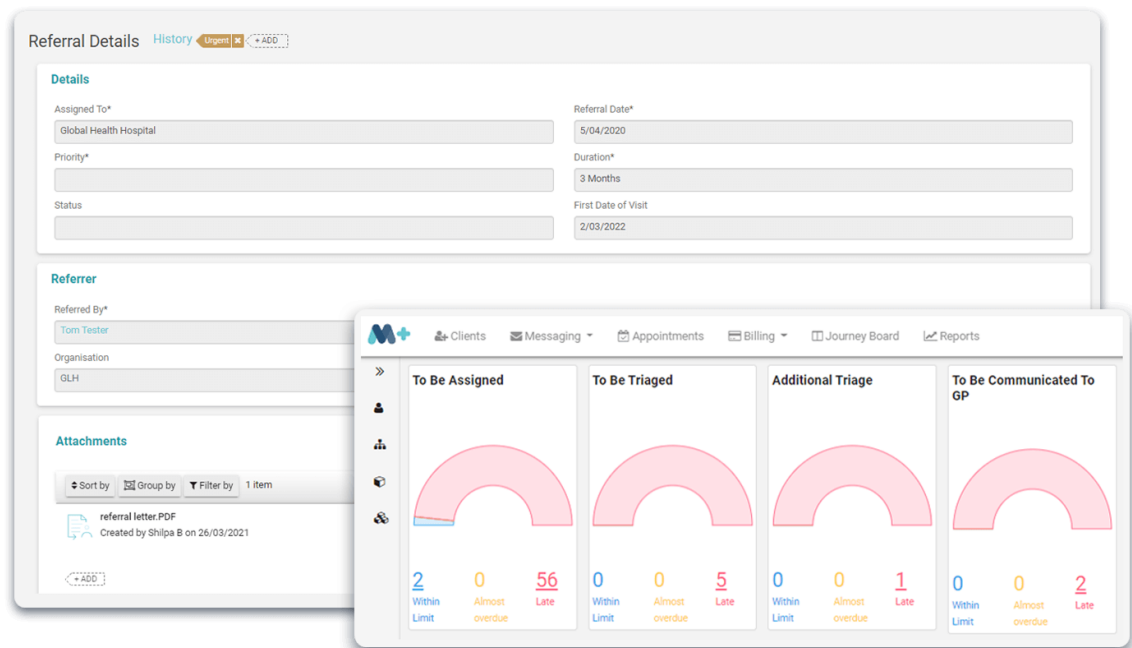 Referral Details History Urgent × + ADD
Details
Assigned To* Referral Date*
Global Health Hospital 5/04/2020
Priority* Duration*
3 Months
Status First Date of Visit
2/03/2022
Referrer
Referred By*
Tom Tester
Organisation
GLH
Attachments
Sort by Group by Filter by 1 item
referral letter.PDF
Created by Shilpa B on 26/03/2021
+ ADD
M+ Clients Messaging Appointments Billing Journey Board Reports
To Be Assigned
2 0 56
Within Limit Almost overdue Late
To Be Triaged
0 0 5
Within Limit Almost overdue Late
Additional Triage
0 0 1
Within Limit Almost overdue Late
To Be Communicated To
GP
0 0 2
Within Limit Almost overdue Late